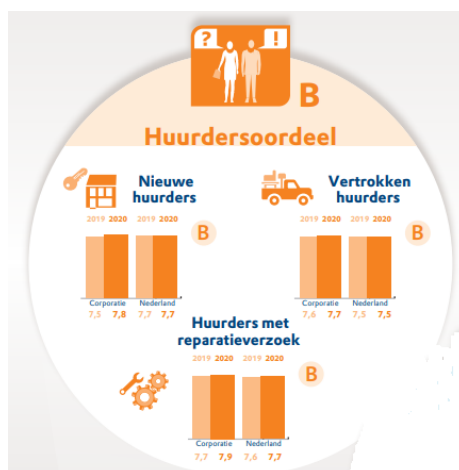 ? !
B
Huurdersoordeel
Nieuwe
huurders
2019 2020 2019 2020
B
Corporatie Nederland
7,5 7,8 7,7 7,7
Vertrokken
huurders
2019 2020 2019 2020
B
Corporatie Nederland
7,6 7,7 7,5 7,5
Huurders met
reparatieverzoek
2019 2020 2019 2020
B
Corporatie Nederland
7,7 7,9 7,6 7,7